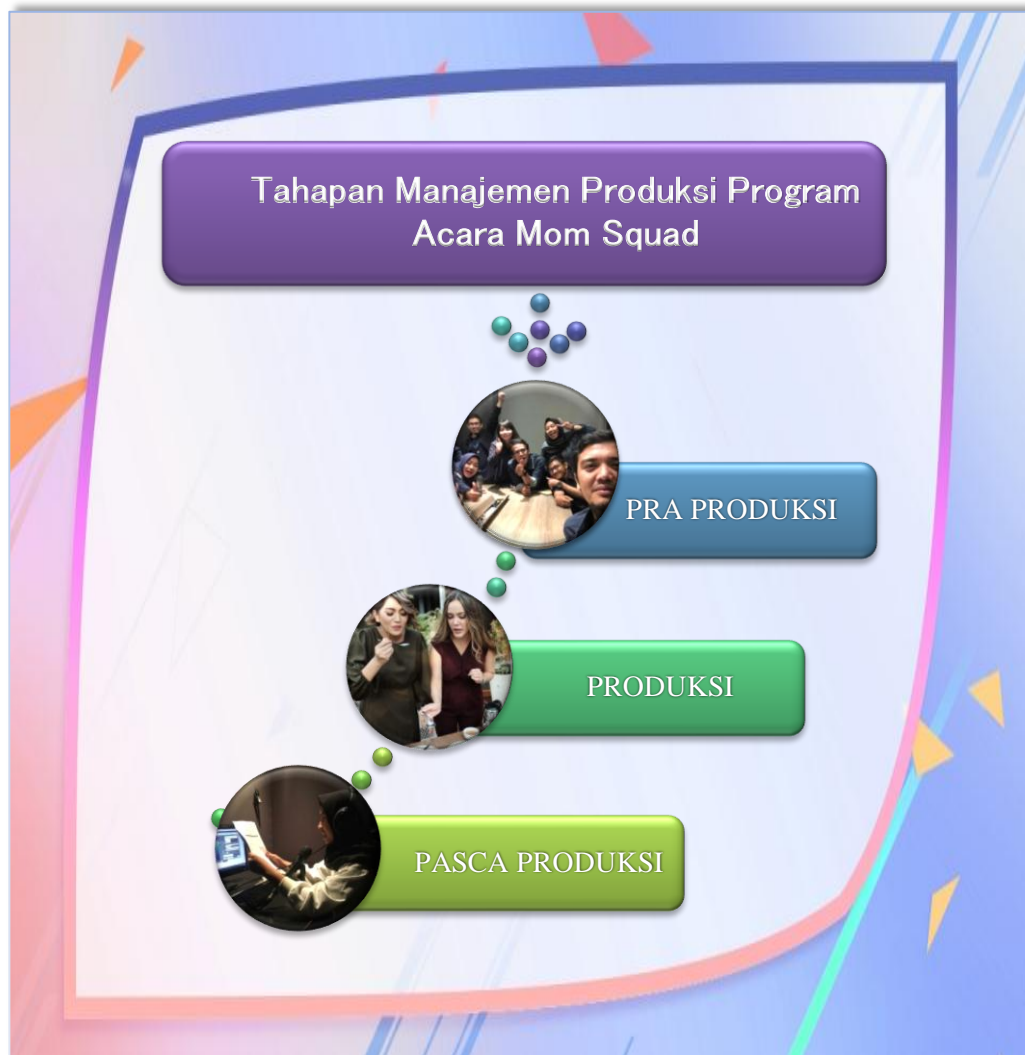 Tahapan Manajemen Produksi Program
Acara Mom Squad
PRA PRODUKSI
PRODUKSI
PASCA PRODUKSI